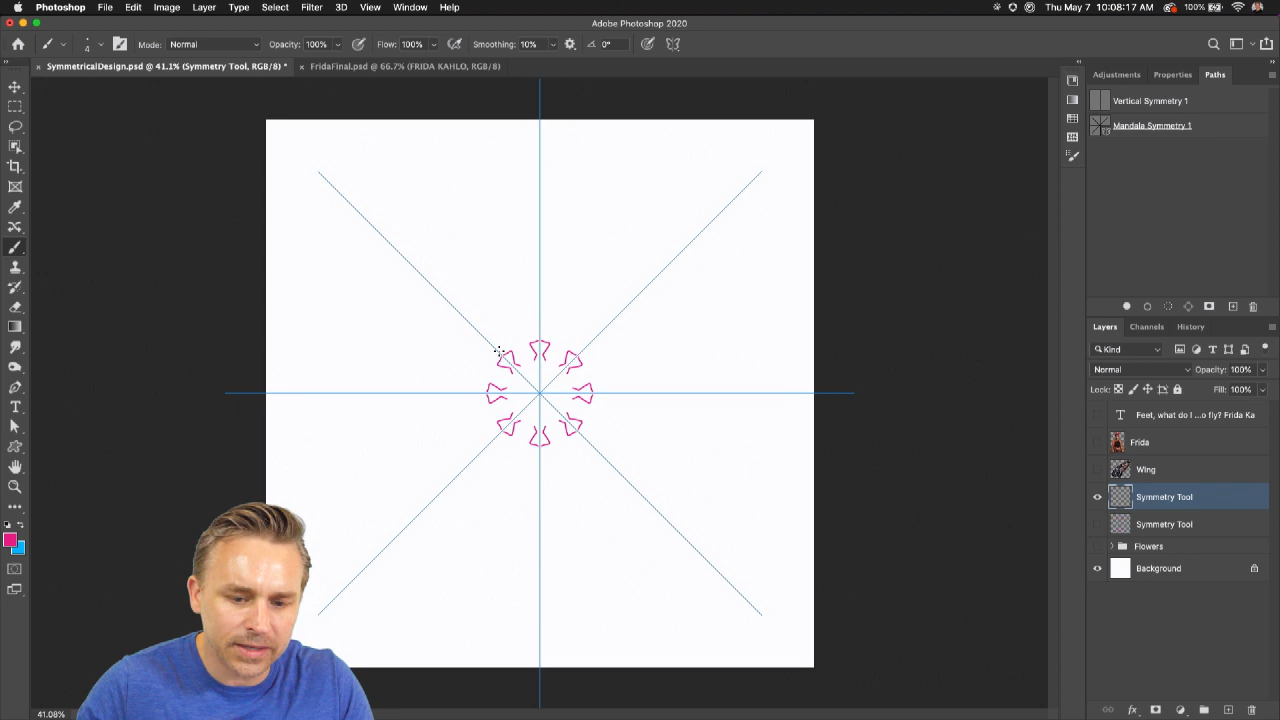 Photoshop File Edit Image Layer Type Select Filter 3D View Window Help 100% Thu May 7 10:08:17 AM
Adobe Photoshop 2020
4 Mode: Normal Opacity: 100% Flow: 100% Smoothing: 10% 0°
SymmetricalDesign.psd @ 41.1% (Symmetry Tool, RGB/8) * FridaFinal.psd @ 66.7% (FRIDA KAHLO, RGB/8)
Adjustments Properties Paths
Vertical Symmetry 1
Mandala Symmetry 1
Layers Channels History
Kind
Normal Opacity: 100%
Lock: Fill: 100%
Feet, what do I ...o fly? Frida Ka
Frida
Wing
Symmetry Tool
Symmetry Tool
Flowers
Background
41.08%